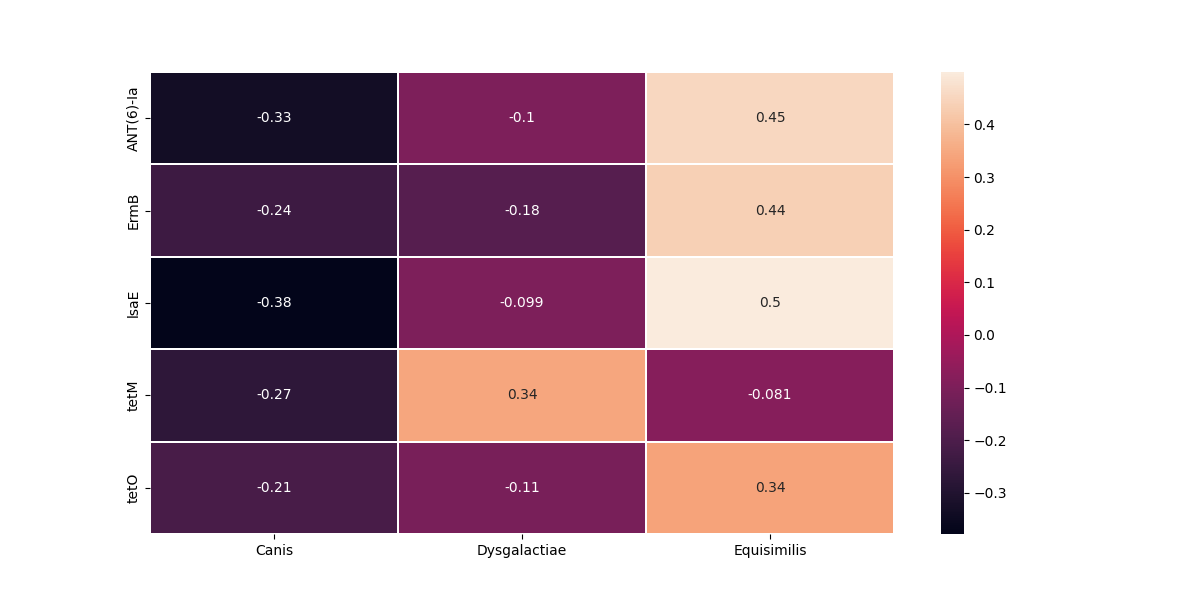 ANT(6)-Ia
-0.33
-0.1
0.45
ErmB
-0.24
-0.18
0.44
lsaE
-0.38
-0.099
0.5
tetM
-0.27
0.34
-0.081
tetO
-0.21
-0.11
0.34
Canis
Dysgalactiae
Equisimilis
0.4
0.3
0.2
0.1
0.0
−0.1
−0.2
−0.3